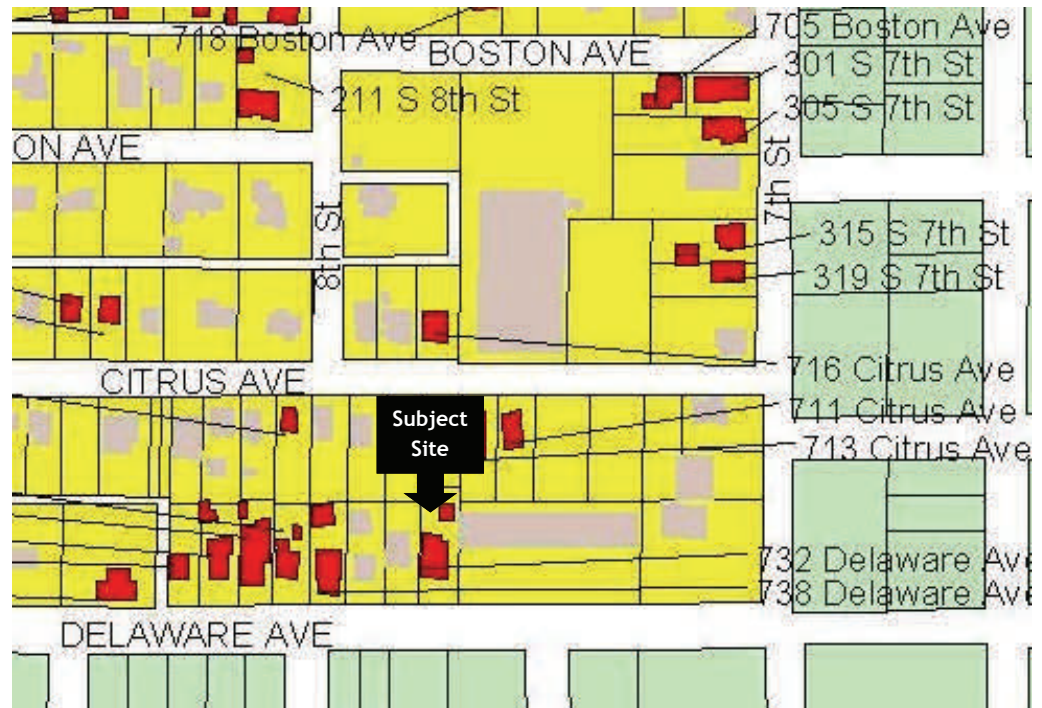 718 Boston Ave
705 Boston Ave
BOSTON AVE
301 S 7th St
211 S 8th St
305 S 7th St
ON AVE
7th St
8th St
315 S 7th St
319 S 7th St
716 Citrus Ave
CITRUS AVE
Subject
Site
711 Citrus Ave
713 Citrus Ave
732 Delaware Av
738 Delaware Av
DELAWARE AVE